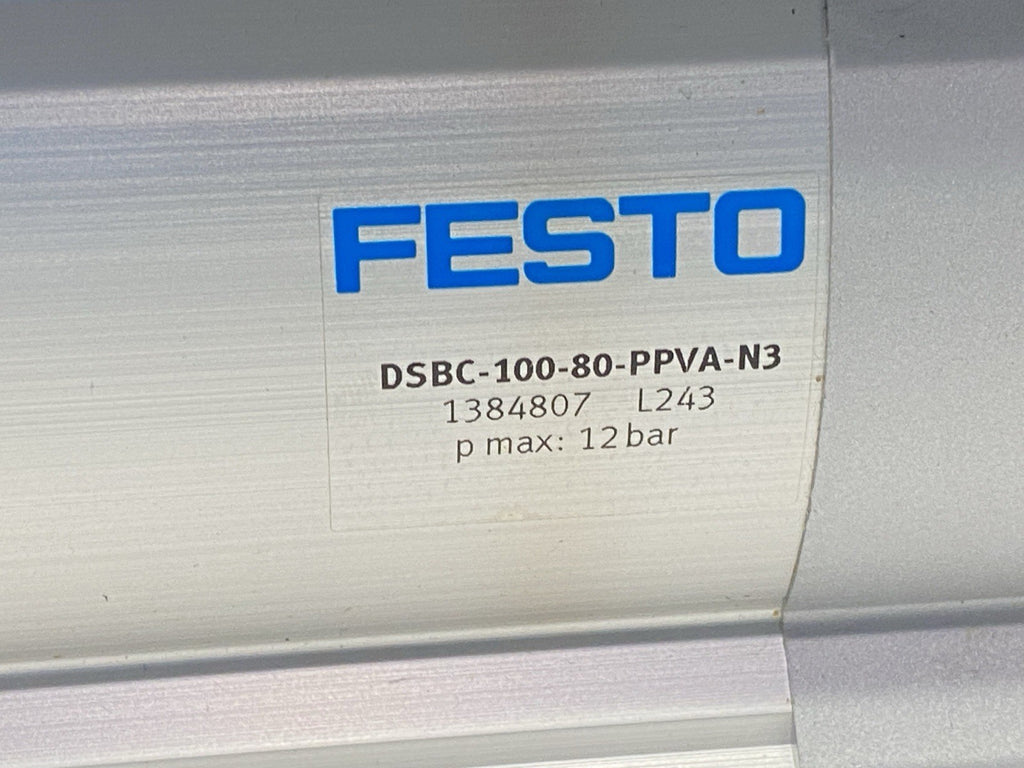 FESTO
DSBC-100-80-PPVA-N3
1384807 L243
p max: 12 bar